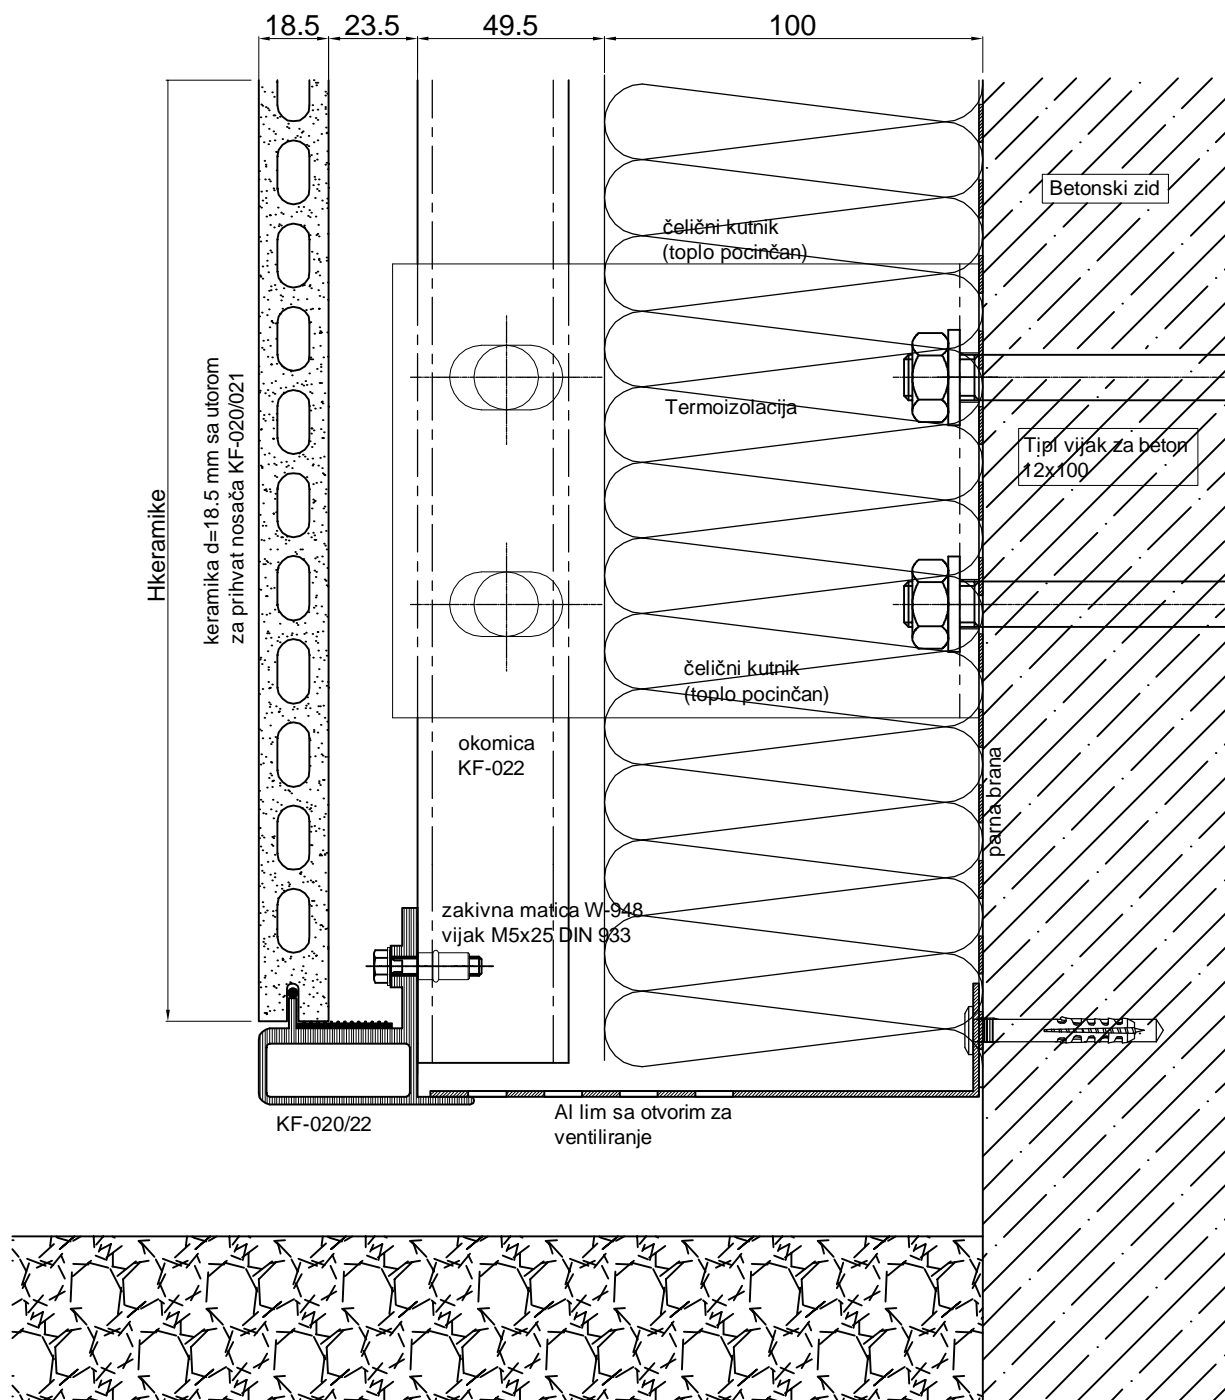 18.5
23.5
49.5
100
Betonski zid
čelični kutnik
(toplo pocinčan)
Termoizolacija
Tipl vijak za beton
12x100
Hkeramike
keramika d=18.5 mm sa utorom
za prihvat nosača KF-020/021
čelični kutnik
(toplo pocinčan)
okomica
KF-022
parna brana
zakivna matica W-948
vijak M5x25 DIN 933
KF-020/22
Al lim sa otvorim za
ventiliranje